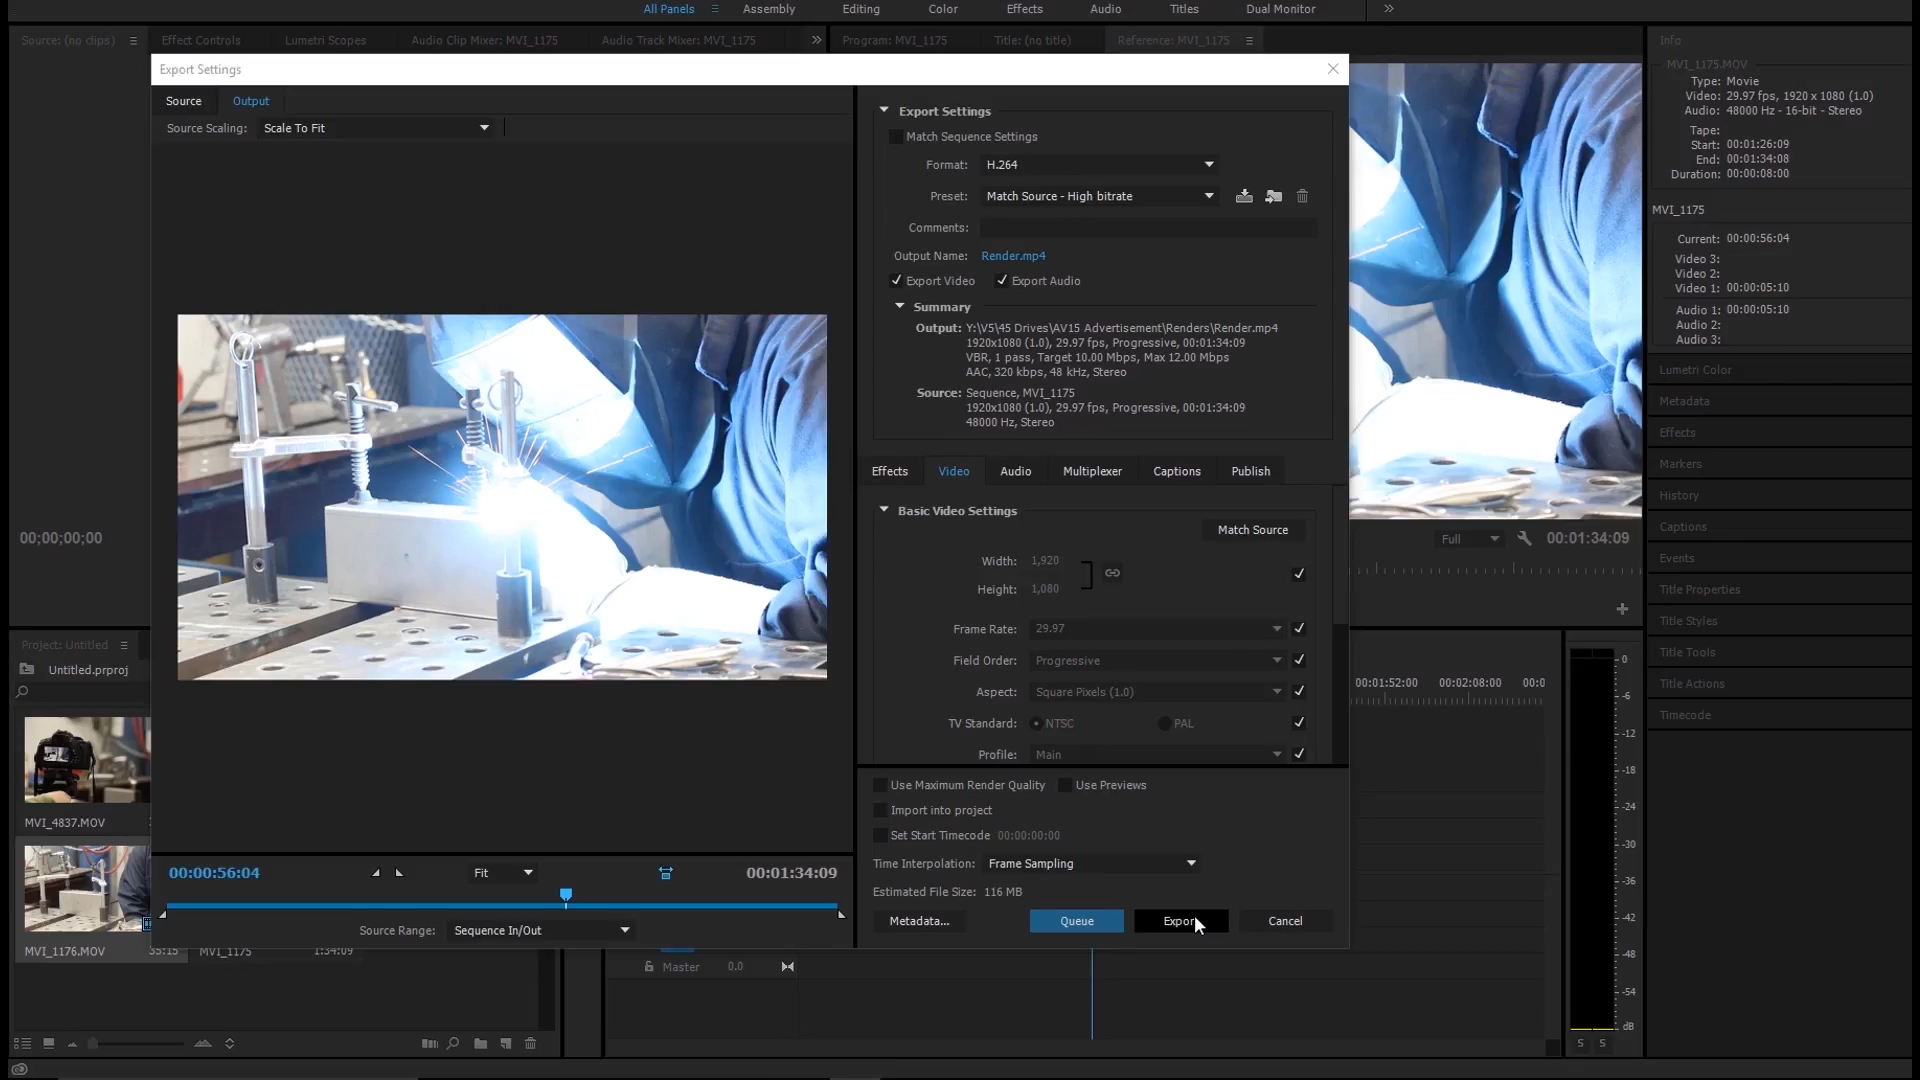 All Panels
Assembly
Editing
Color
Effects
Audio
Titles
Dual Monitor
Source: (no clips)
Effect Controls
Lumetri Scopes
Audio Clip Mixer: MVI_1175
Audio Track Mixer: MVI_1175
Program: MVI_1175
Title: (no title)
Reference: MVI_1175
Info
Export Settings
Source
Output
Source Scaling: Scale To Fit
Export Settings
Match Sequence Settings
Format: H.264
Preset: Match Source - High bitrate
Comments:
Output Name: Render.mp4
Export Video
Export Audio
Summary
Output: Y:\V5\45 Drives\AV15 Advertisement\Renders\Render.mp4
1920x1080 (1.0), 29.97 fps, Progressive, 00:01:34:09
VBR, 1 pass, Target 10.00 Mbps, Max 12.00 Mbps
AAC, 320 kbps, 48 kHz, Stereo
Source: Sequence, MVI_1175
1920x1080 (1.0), 29.97 fps, Progressive, 00:01:34:09
48000 Hz, Stereo
Effects
Video
Audio
Multiplexer
Captions
Publish
Basic Video Settings
Match Source
Width: 1,920
Height: 1,080
Frame Rate: 29.97
Field Order: Progressive
Aspect: Square Pixels (1.0)
TV Standard: NTSC PAL
Profile: Main
Use Maximum Render Quality
Use Previews
Import into project
Set Start Timecode 00:00:00:00
Time Interpolation: Frame Sampling
Estimated File Size: 116 MB
Metadata...
Queue
Export
Cancel
00:00:56:04
Fit
00:01:34:09
Source Range: Sequence In/Out
MVI_1175.MOV
Type: Movie
Video: 29.97 fps, 1920 x 1080 (1.0)
Audio: 48000 Hz - 16-bit - Stereo
Tape:
Start: 00:01:26:09
End: 00:01:34:08
Duration: 00:00:08:00
MVI_1175
Current: 00:00:56:04
Video 3:
Video 2:
Video 1: 00:00:05:10
Audio 1: 00:00:05:10
Audio 2:
Audio 3:
Lumetri Color
Metadata
Effects
Markers
History
Captions
Events
Title Properties
Title Styles
Title Tools
Title Actions
Timecode
00;00;00;00
Full
00:01:34:09
Project: Untitled
Untitled.prproj
MVI_4837.MOV
MVI_1176.MOV
35:15
MVI_1175
1:34:09
00:01:52:00
00:02:08:00
00:0
Master
0.0
0
-6
-12
-18
-24
-30
-36
-42
-48
-54
dB
S
S